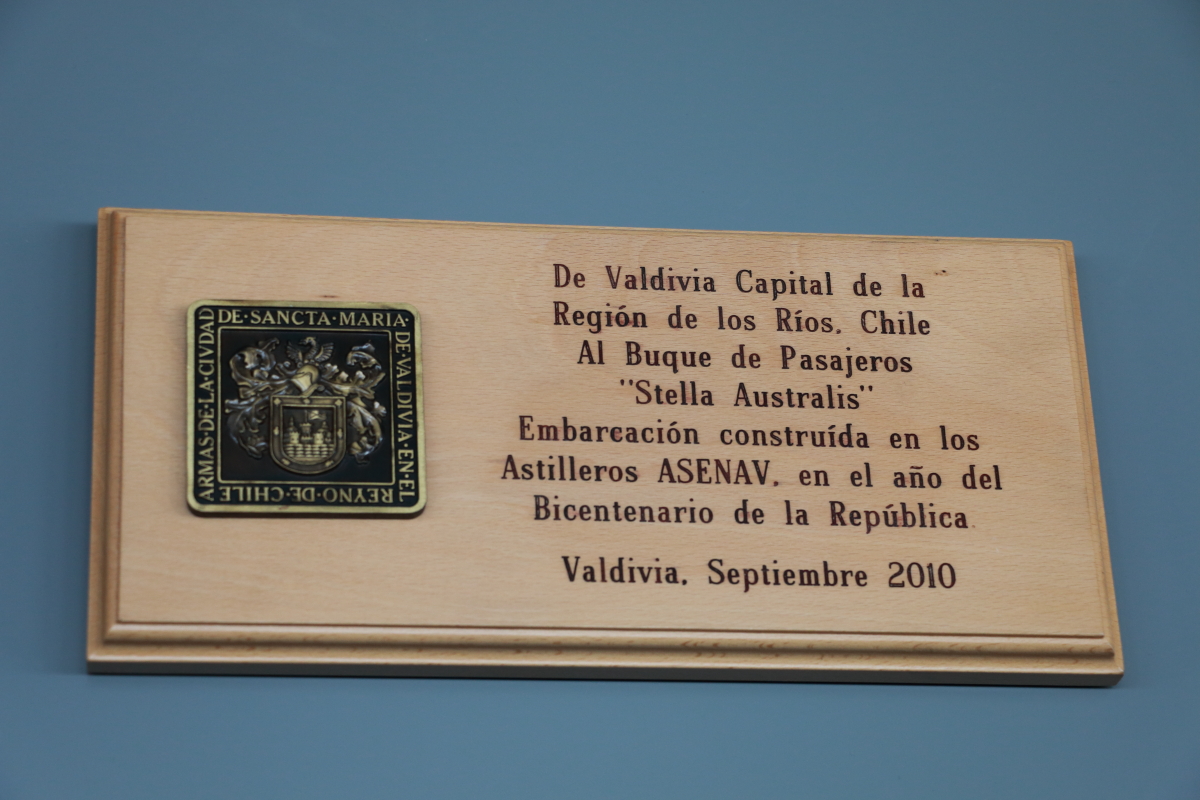 ARMAS·DE·LA·CIVDAD
DE·SANCTA·MARIA·
DE·VALDIVIA·EN·EL
REYNO·DE·CHILE
De Valdivia Capital de la
Región de los Ríos, Chile
Al Buque de Pasajeros
"Stella Australis"
Embarcación construída en los
Astilleros ASENAV, en el año del
Bicentenario de la República
Valdivia, Septiembre 2010